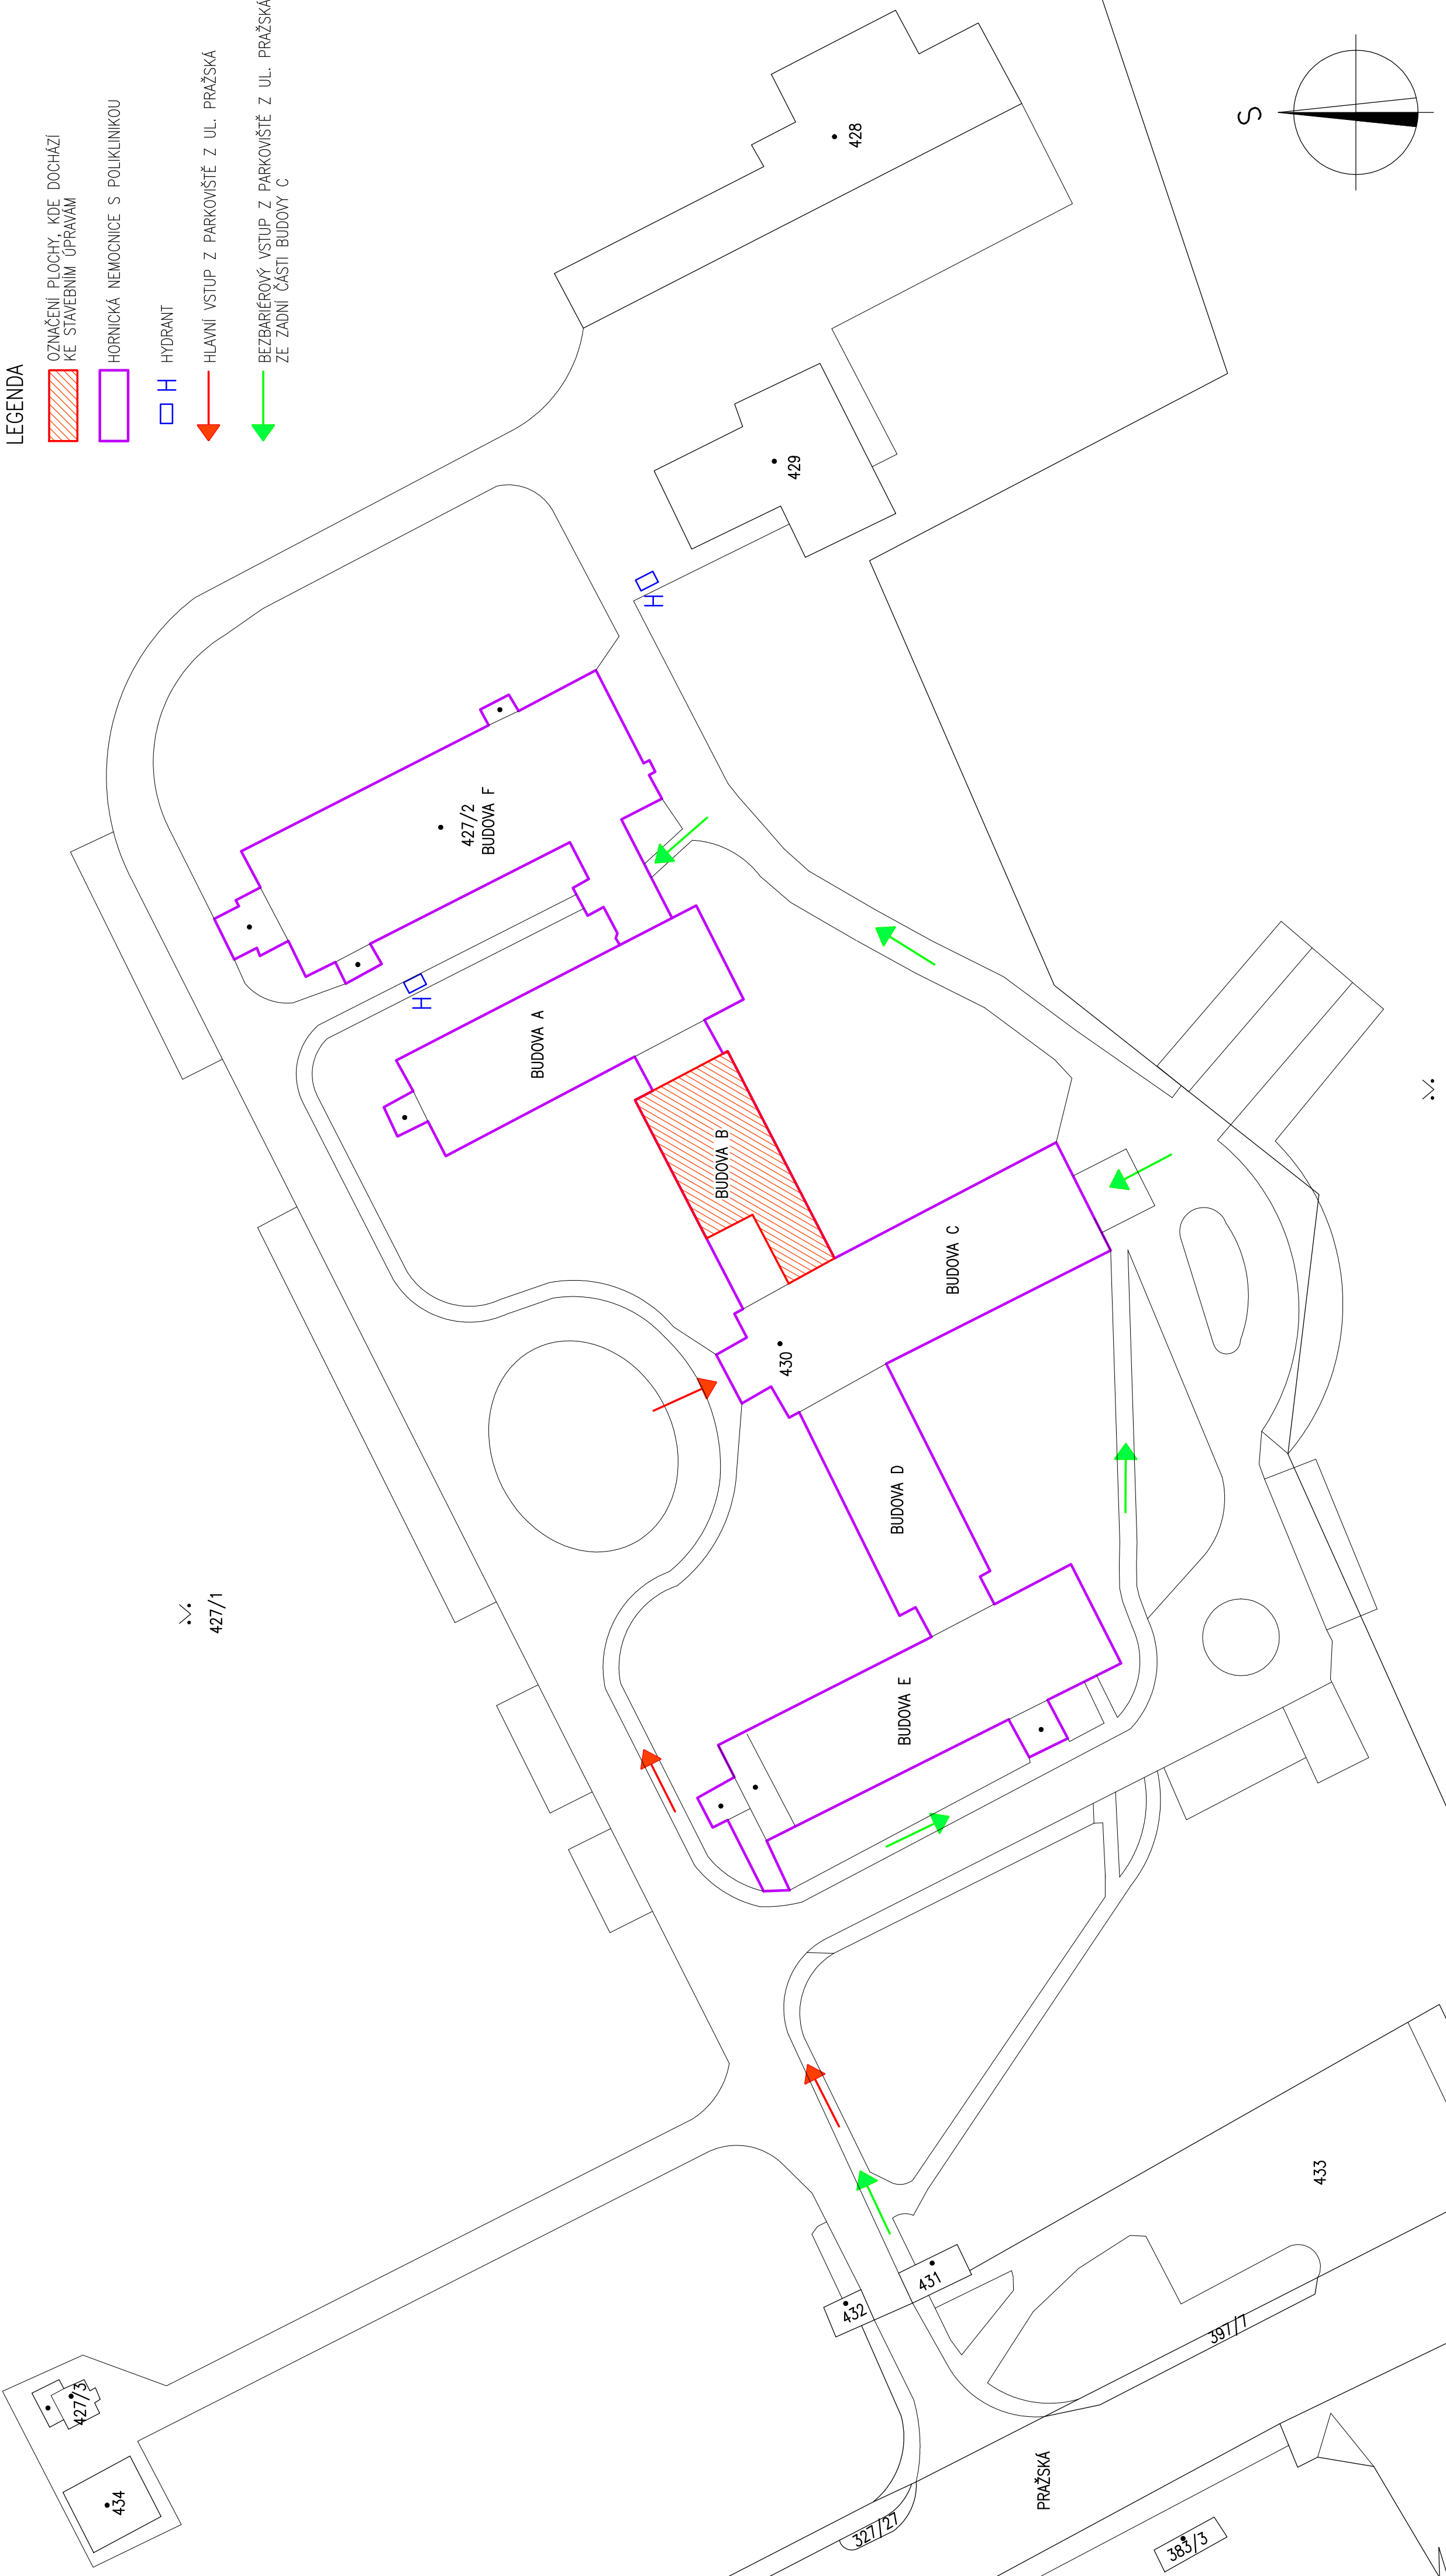 LEGENDA
OZNAČENÍ PLOCHY, KDE DOCHÁZÍ
KE STAVEBNÍM ÚPRAVÁM
HORNICKÁ NEMOCNICE S POLIKLINIKOU
H HYDRANT
HLAVNÍ VSTUP Z PARKOVIŠTĚ Z UL. PRAŽSKÁ
BEZBARIÉROVÝ VSTUP Z PARKOVIŠTĚ Z UL. PRAŽSKÁ
ZE ZADNÍ ČÁSTI BUDOVY C
S
428
429
H
427/2
BUDOVA F
H
BUDOVA A
BUDOVA B
BUDOVA C
430
BUDOVA D
BUDOVA E
427/1
433
431
432
397/7
427/3
434
PRAŽSKÁ
327/27
383/3